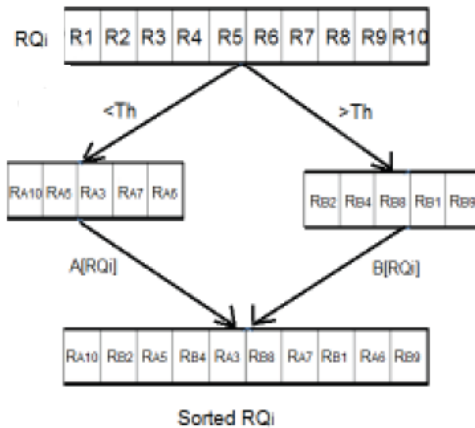 RQi R1 R2 R3 R4 R5 R6 R7 R8 R9 R10
<Th >Th
RA10 RA5 RA3 RA7 RA6
RB2 RB4 RB8 RB1 RB9
A[RQi] B[RQi]
RA10 RB2 RA5 RB4 RA3 RB8 RA7 RB1 RA6 RB9
Sorted RQi